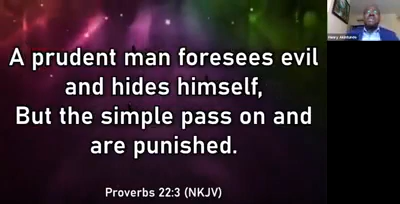 A prudent man foresees evil
and hides himself,
But the simple pass on and
are punished.
Proverbs 22:3 (NKJV)